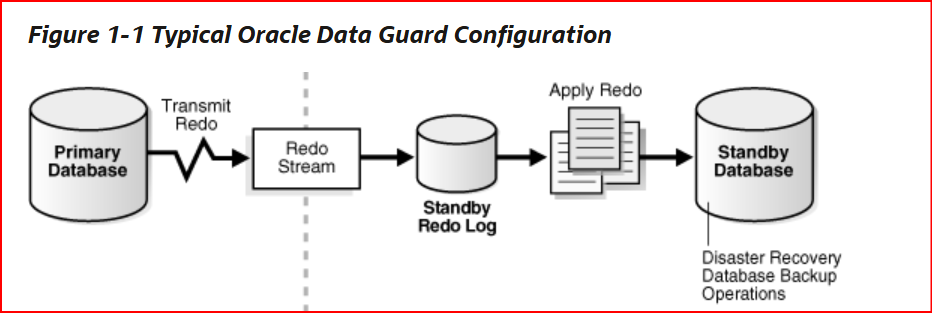 Figure 1-1 Typical Oracle Data Guard Configuration
Transmit
Redo
Primary
Database
Redo
Stream
Standby
Redo Log
Apply Redo
Standby
Database
Disaster Recovery
Database Backup
Operations